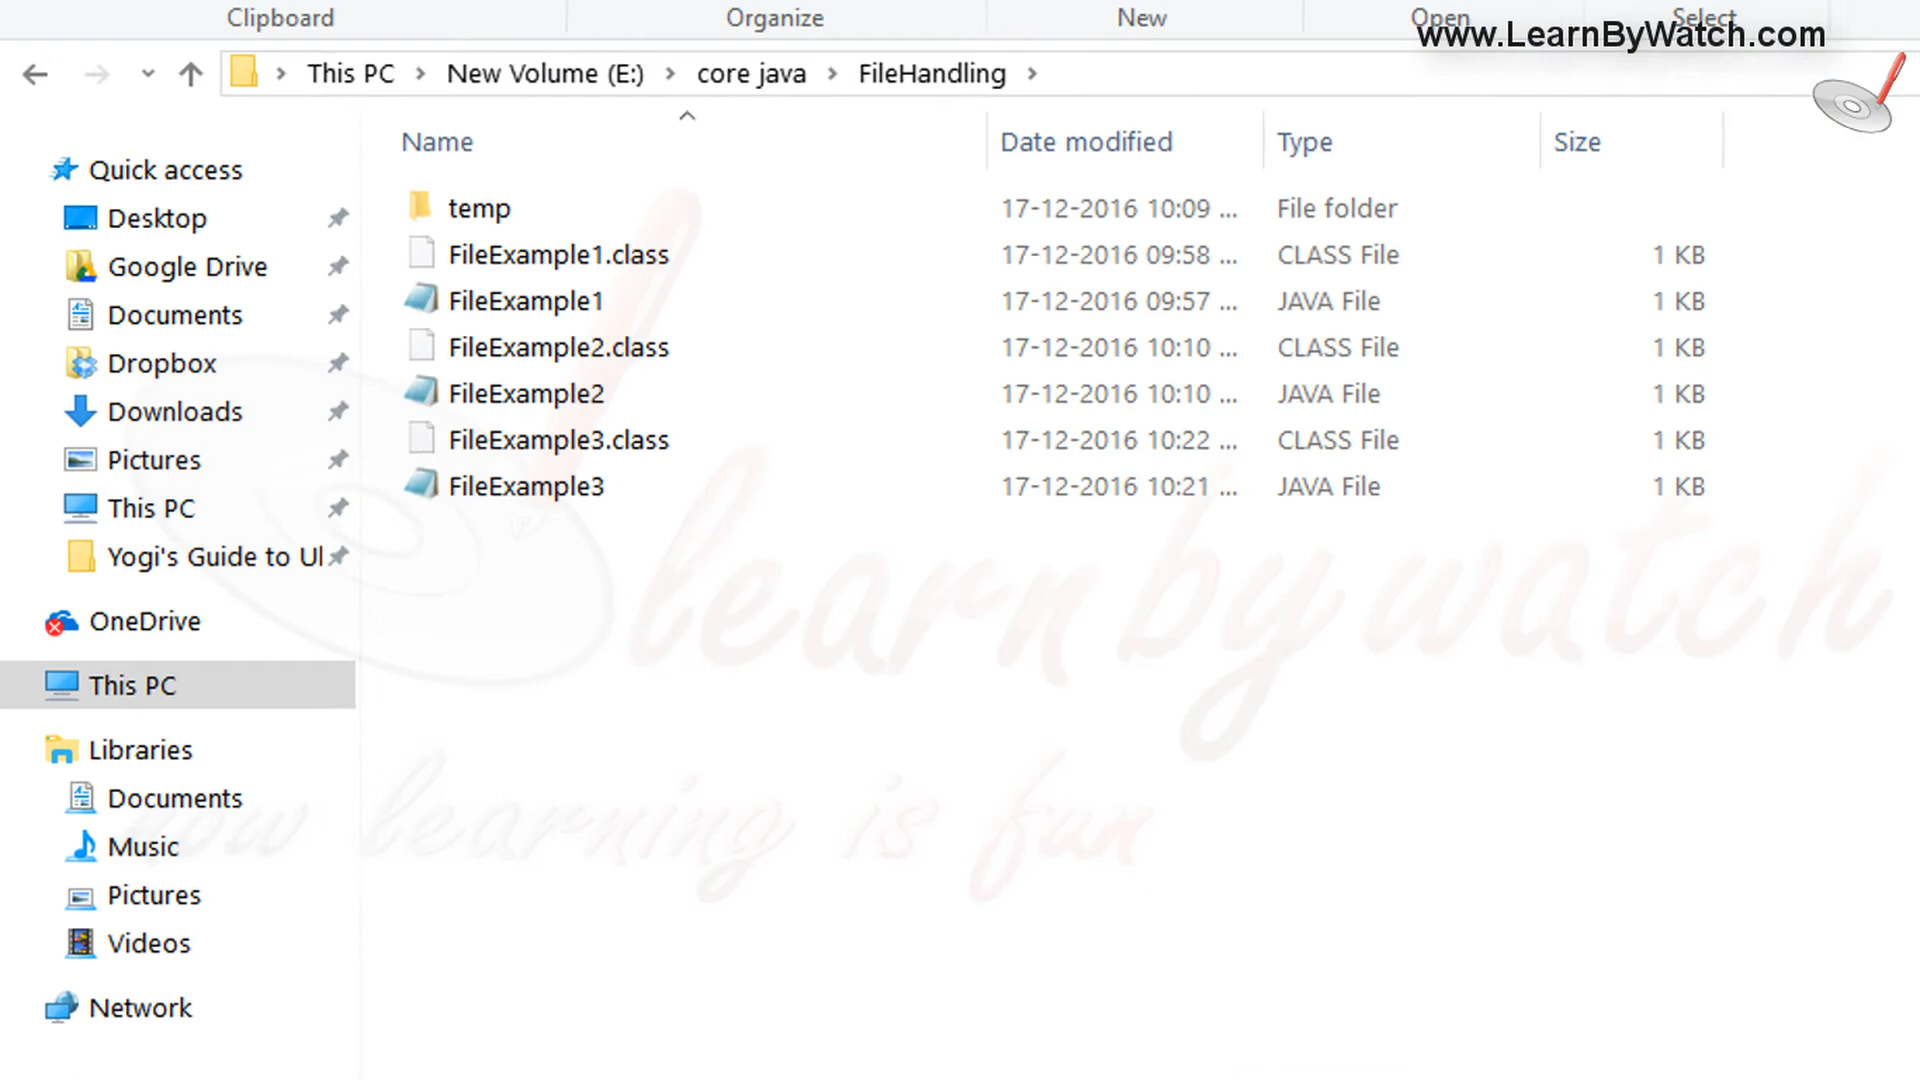 Clipboard Organize New Open Select
www.LearnByWatch.com
This PC New Volume (E:) core java FileHandling
Name Date modified Type Size
Quick access
Desktop
Google Drive
Documents
Dropbox
Downloads
Pictures
This PC
Yogi's Guide to Ul
OneDrive
This PC
Libraries
Documents
Music
Pictures
Videos
Network
temp 17-12-2016 10:09 ... File folder
FileExample1.class 17-12-2016 09:58 ... CLASS File 1 KB
FileExample1 17-12-2016 09:57 ... JAVA File 1 KB
FileExample2.class 17-12-2016 10:10 ... CLASS File 1 KB
FileExample2 17-12-2016 10:10 ... JAVA File 1 KB
FileExample3.class 17-12-2016 10:22 ... CLASS File 1 KB
FileExample3 17-12-2016 10:21 ... JAVA File 1 KB
learnbywatch
now learning is fun